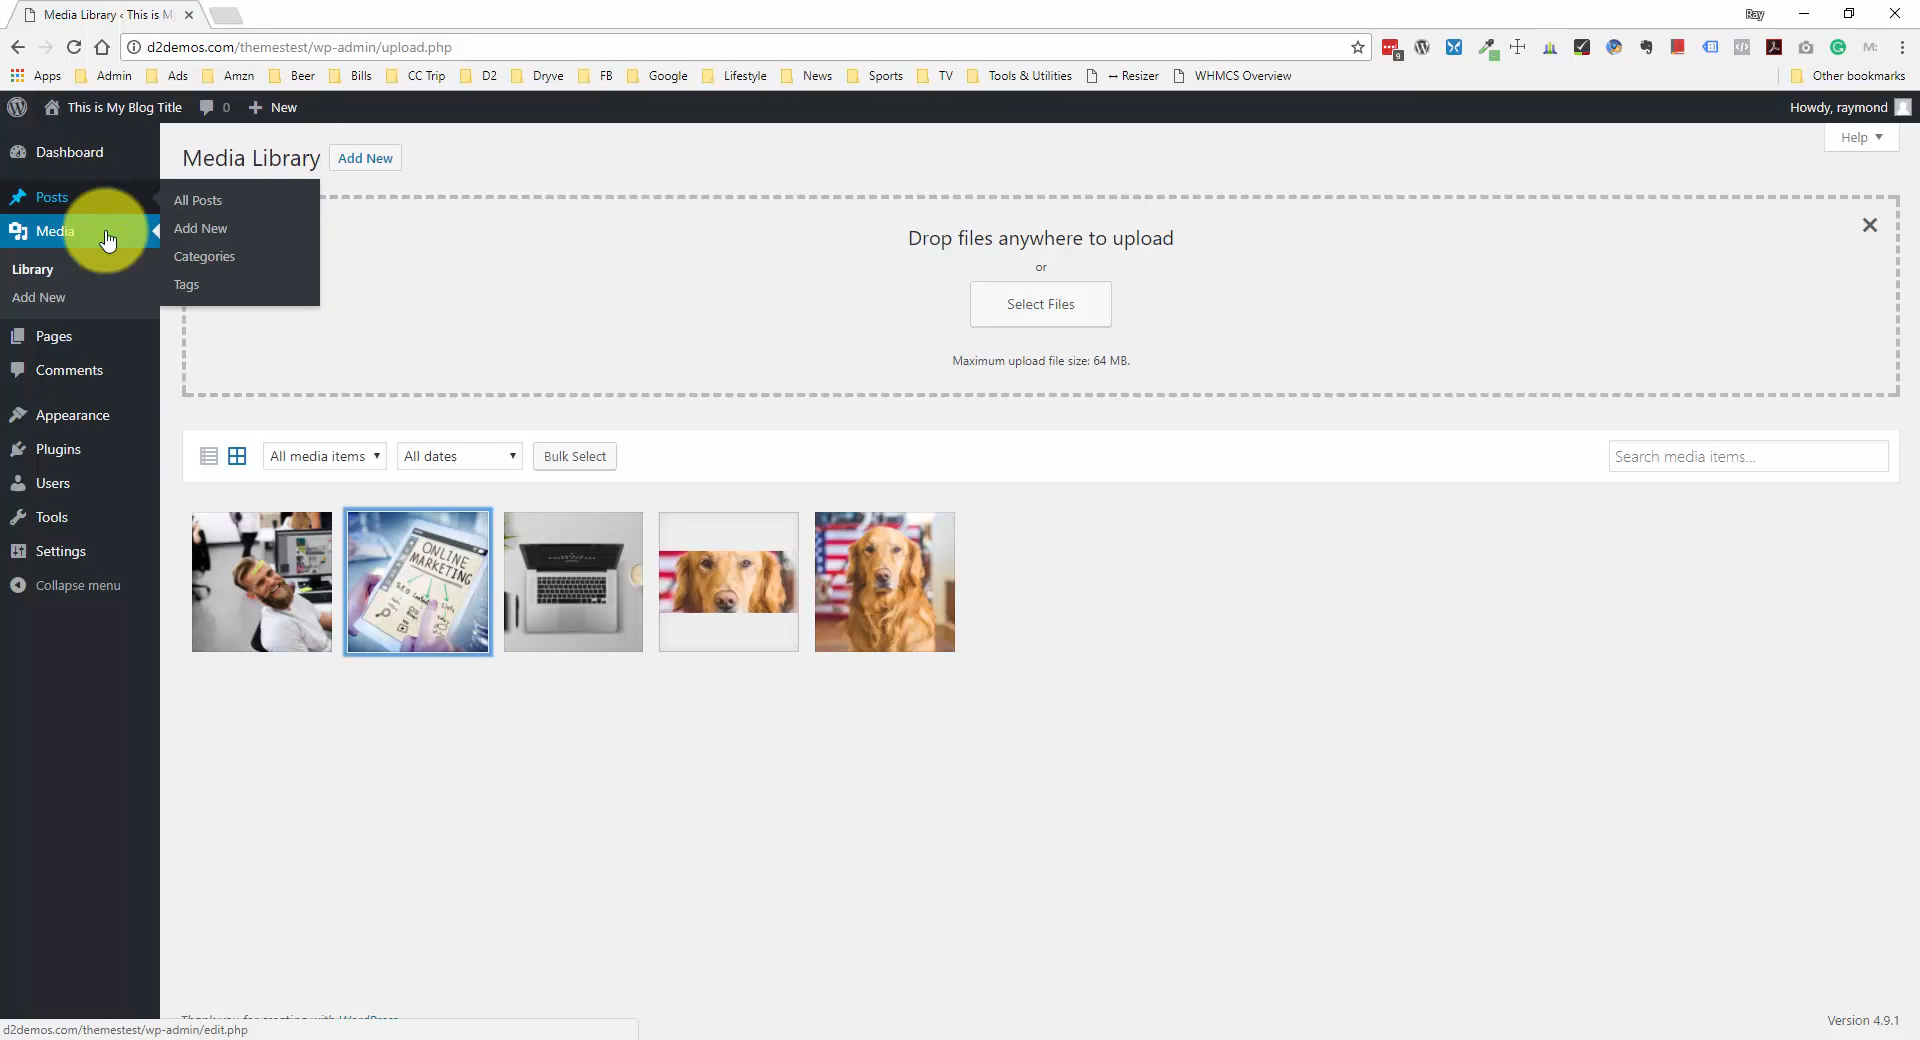 Media Library ‹ This is M
Ray
d2demos.com/themestest/wp-admin/upload.php
9
M:
Apps Admin Ads Amzn Beer Bills CC Trip D2 Dryve FB Google Lifestyle News Sports TV Tools & Utilities ↔ Resizer WHMCS Overview Other bookmarks
This is My Blog Title 0 New Howdy, raymond
Dashboard
Posts
Media
Library
Add New
Pages
Comments
Appearance
Plugins
Users
Tools
Settings
Collapse menu
All Posts
Add New
Categories
Tags
Media Library Add New
Help
Drop files anywhere to upload
or
Select Files
Maximum upload file size: 64 MB.
All media items All dates Bulk Select Search media items...
ONLINE
MARKETING
d2demos.com/themestest/wp-admin/edit.php
Version 4.9.1